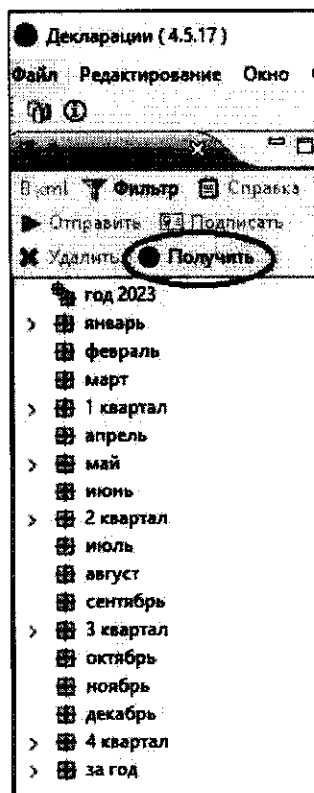 Декларации ( 4.5.17 )
Файл Редактирование Окно
xml Фильтр Справка
Отправить Подписать
Удалить Получить
год 2023
январь
февраль
март
1 квартал
апрель
май
июнь
2 квартал
июль
август
сентябрь
3 квартал
октябрь
ноябрь
декабрь
4 квартал
за год